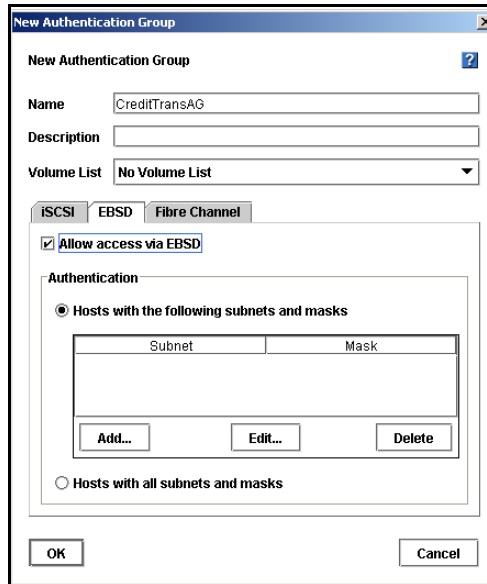 New Authentication Group
New Authentication Group
Name CreditTransAG
Description
Volume List No Volume List
iSCSI EBSD Fibre Channel
Allow access via EBSD
Authentication
Hosts with the following subnets and masks
Subnet Mask
Add... Edit... Delete
Hosts with all subnets and masks
OK Cancel